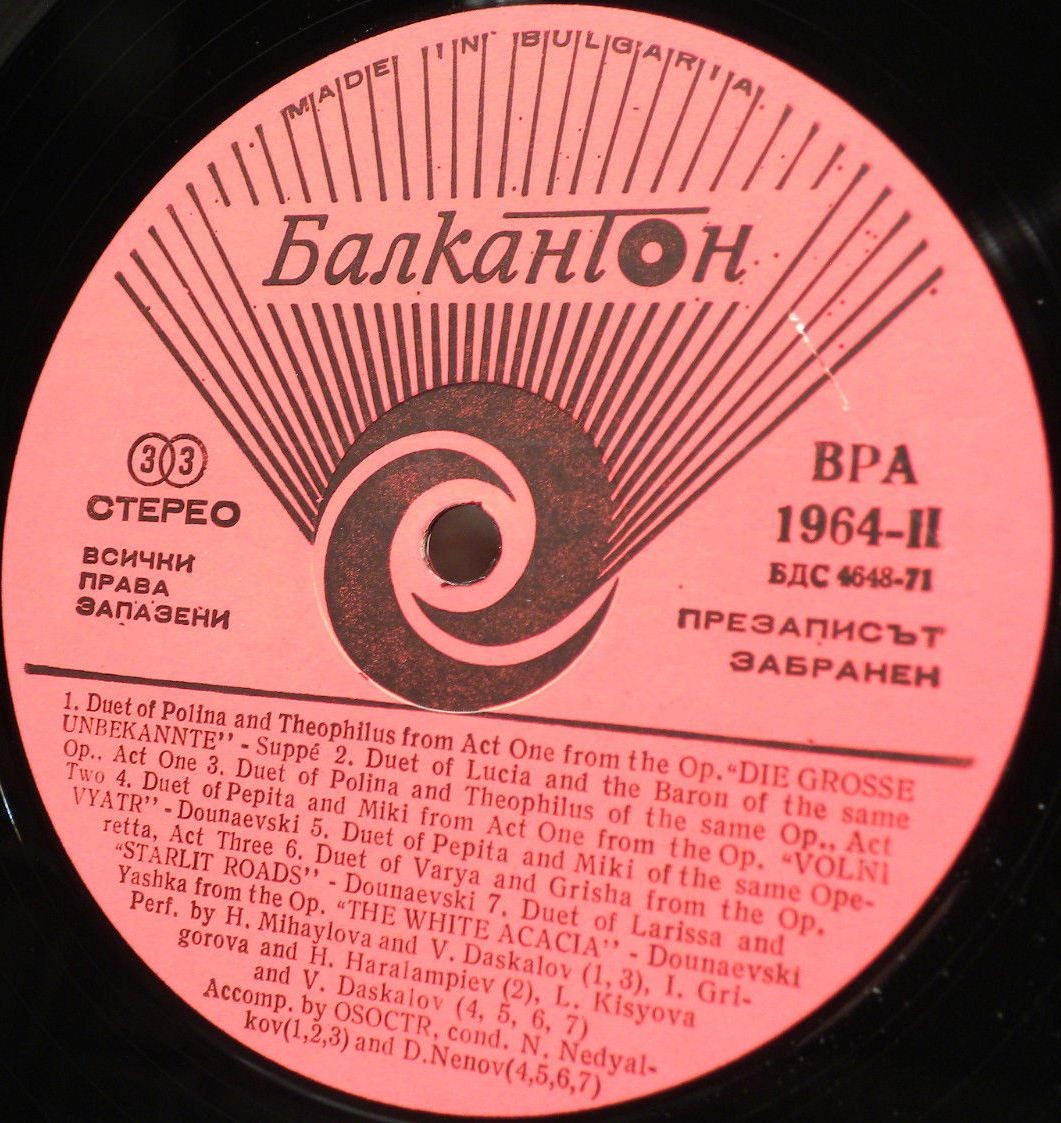 MADE IN BULGARIA
Балкантон
33
СТЕРЕО
ВСИЧКИ
ПРАВА
ЗАПАЗЕНИ
ВРА
1964-II
БДС 4648-71
ПРЕЗАПИСЪТ
ЗАБРАНЕН
1. Duet of Polina and Theophilus from Act One from the Op. “DIE GROSSE
UNBEKANNTE” - Suppé 2. Duet of Lucia and the Baron of the same
Op., Act One 3. Duet of Polina and Theophilus of the same Op., Act
Two 4. Duet of Pepita and Miki from Act One from the Op. “VOLNI
VYATR” - Dounaevski 5. Duet of Pepita and Miki of the same Ope-
retta, Act Three 6. Duet of Varya and Grisha from the Op.
“STARLIT ROADS” - Dounaevski 7. Duet of Larissa and
Yashka from the Op. “THE WHITE ACACIA” - Dounaevski
Perf. by H. Mihaylova and V. Daskalov (1, 3), I. Gri-
gorova and H. Haralampiev (2), L. Kisyova
and V. Daskalov (4, 5, 6, 7)
Accomp. by OSOCTR, cond. N. Nedyal-
kov(1,2,3) and D.Nenov(4,5,6,7)